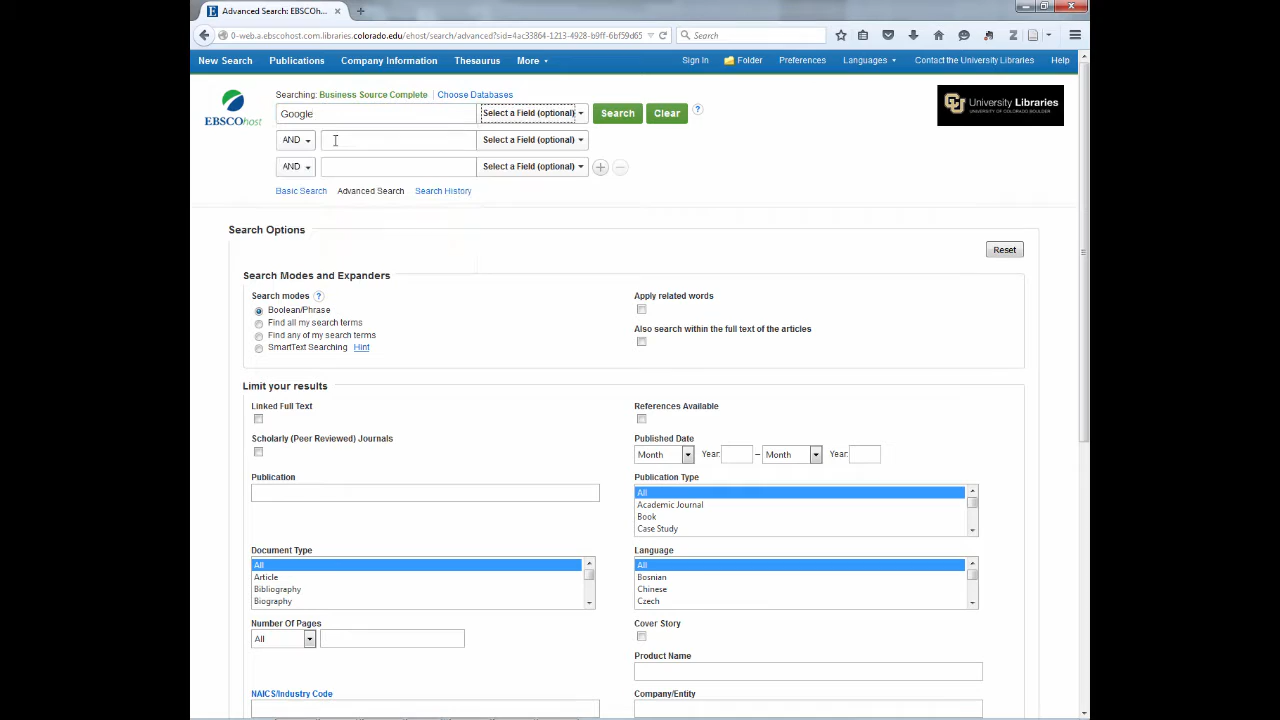 Advanced Search: EBSCOh...
0-web.a.ebscohost.com.libraries.colorado.edu/ehost/search/advanced?sid=4ac33864-1213-4928-b9ff-6bf59d65
Search
New Search Publications Company Information Thesaurus More Sign In Folder Preferences Languages Contact the University Libraries Help
Searching: Business Source Complete Choose Databases
EBSCOhost
Google Select a Field (optional) Search Clear ?
AND Select a Field (optional)
AND Select a Field (optional)
CU University Libraries
UNIVERSITY OF COLORADO BOULDER
Basic Search Advanced Search Search History
Search Options
Reset
Search Modes and Expanders
Search modes ?
Boolean/Phrase
Find all my search terms
Find any of my search terms
SmartText Searching Hint
Apply related words
Also search within the full text of the articles
Limit your results
Linked Full Text
References Available
Scholarly (Peer Reviewed) Journals
Published Date
Month Year: – Month Year:
Publication
Publication Type
All
Academic Journal
Book
Case Study
Document Type
All
Article
Bibliography
Biography
Language
All
Bosnian
Chinese
Czech
Number Of Pages
All
Cover Story
Product Name
NAICS/Industry Code
Company/Entity